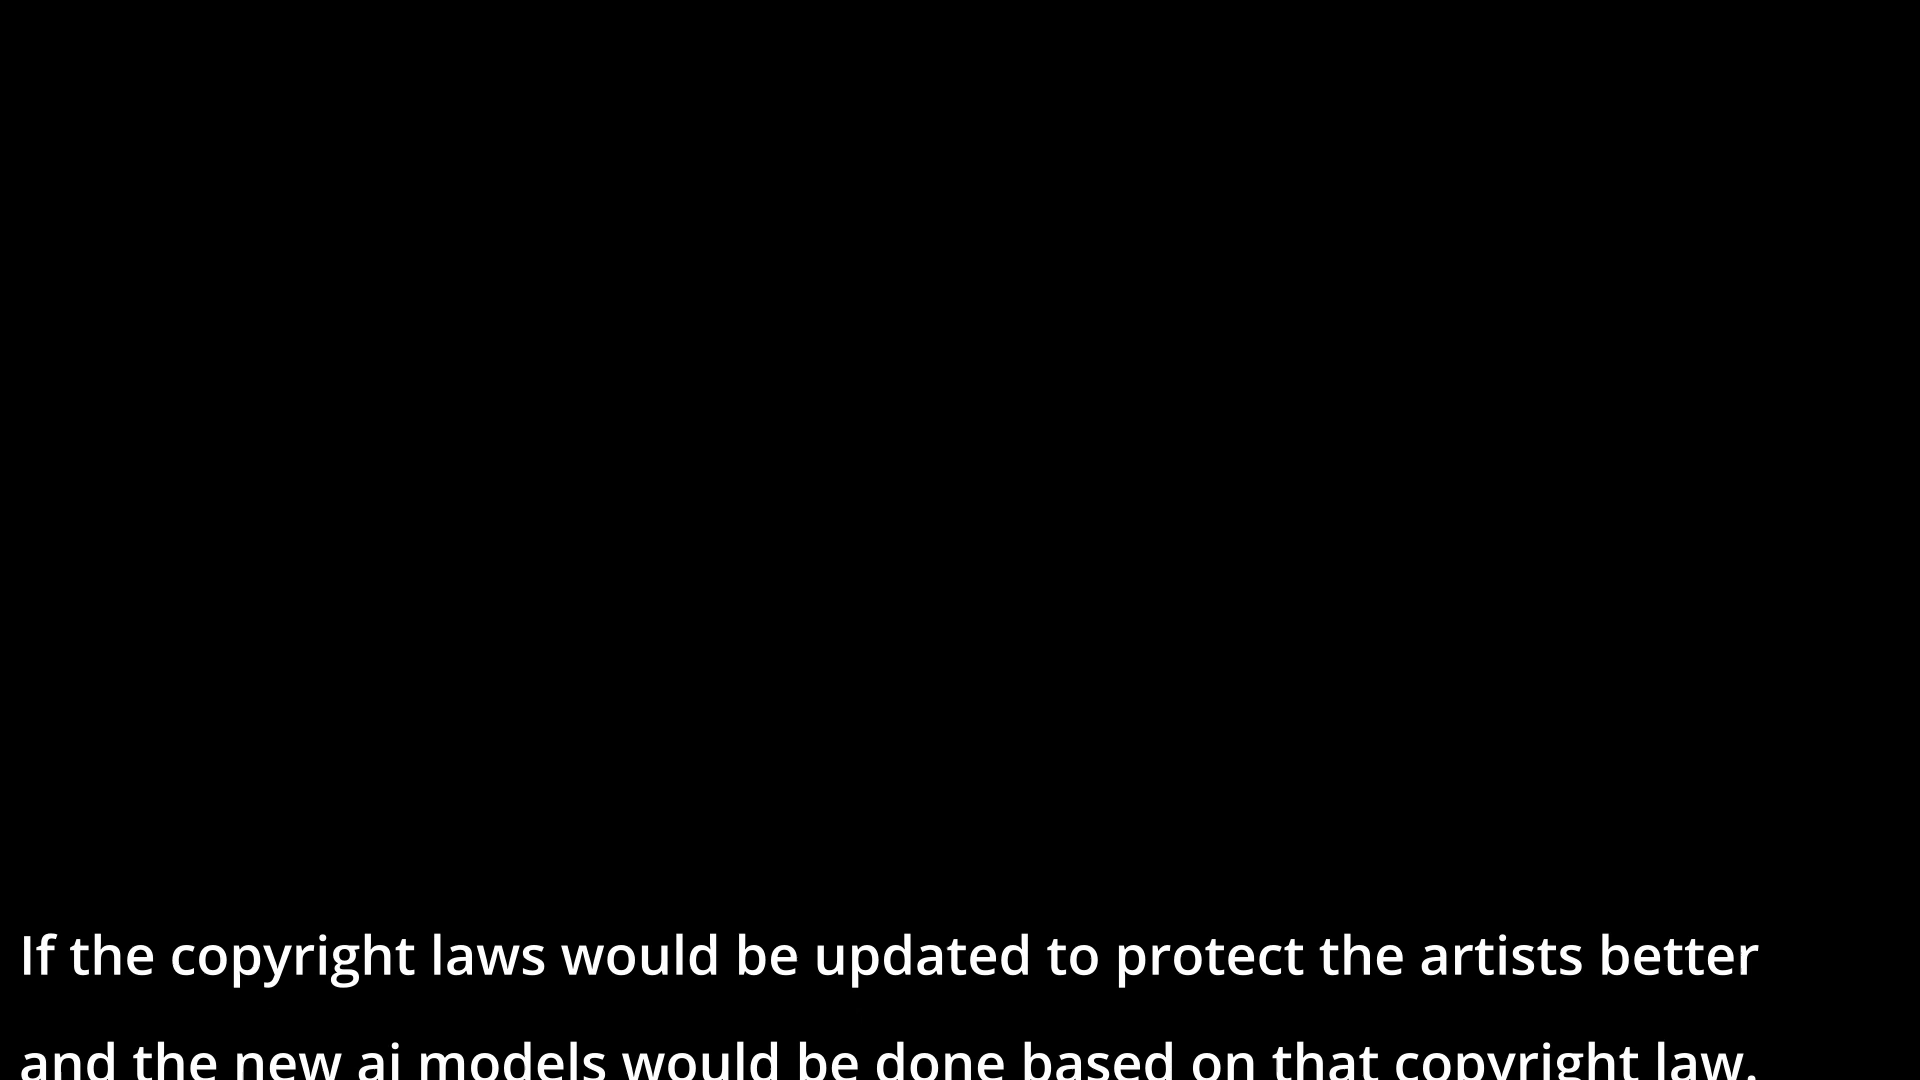 If the copyright laws would be updated to protect the artists better
and the new ai models would be done based on that copyright law.